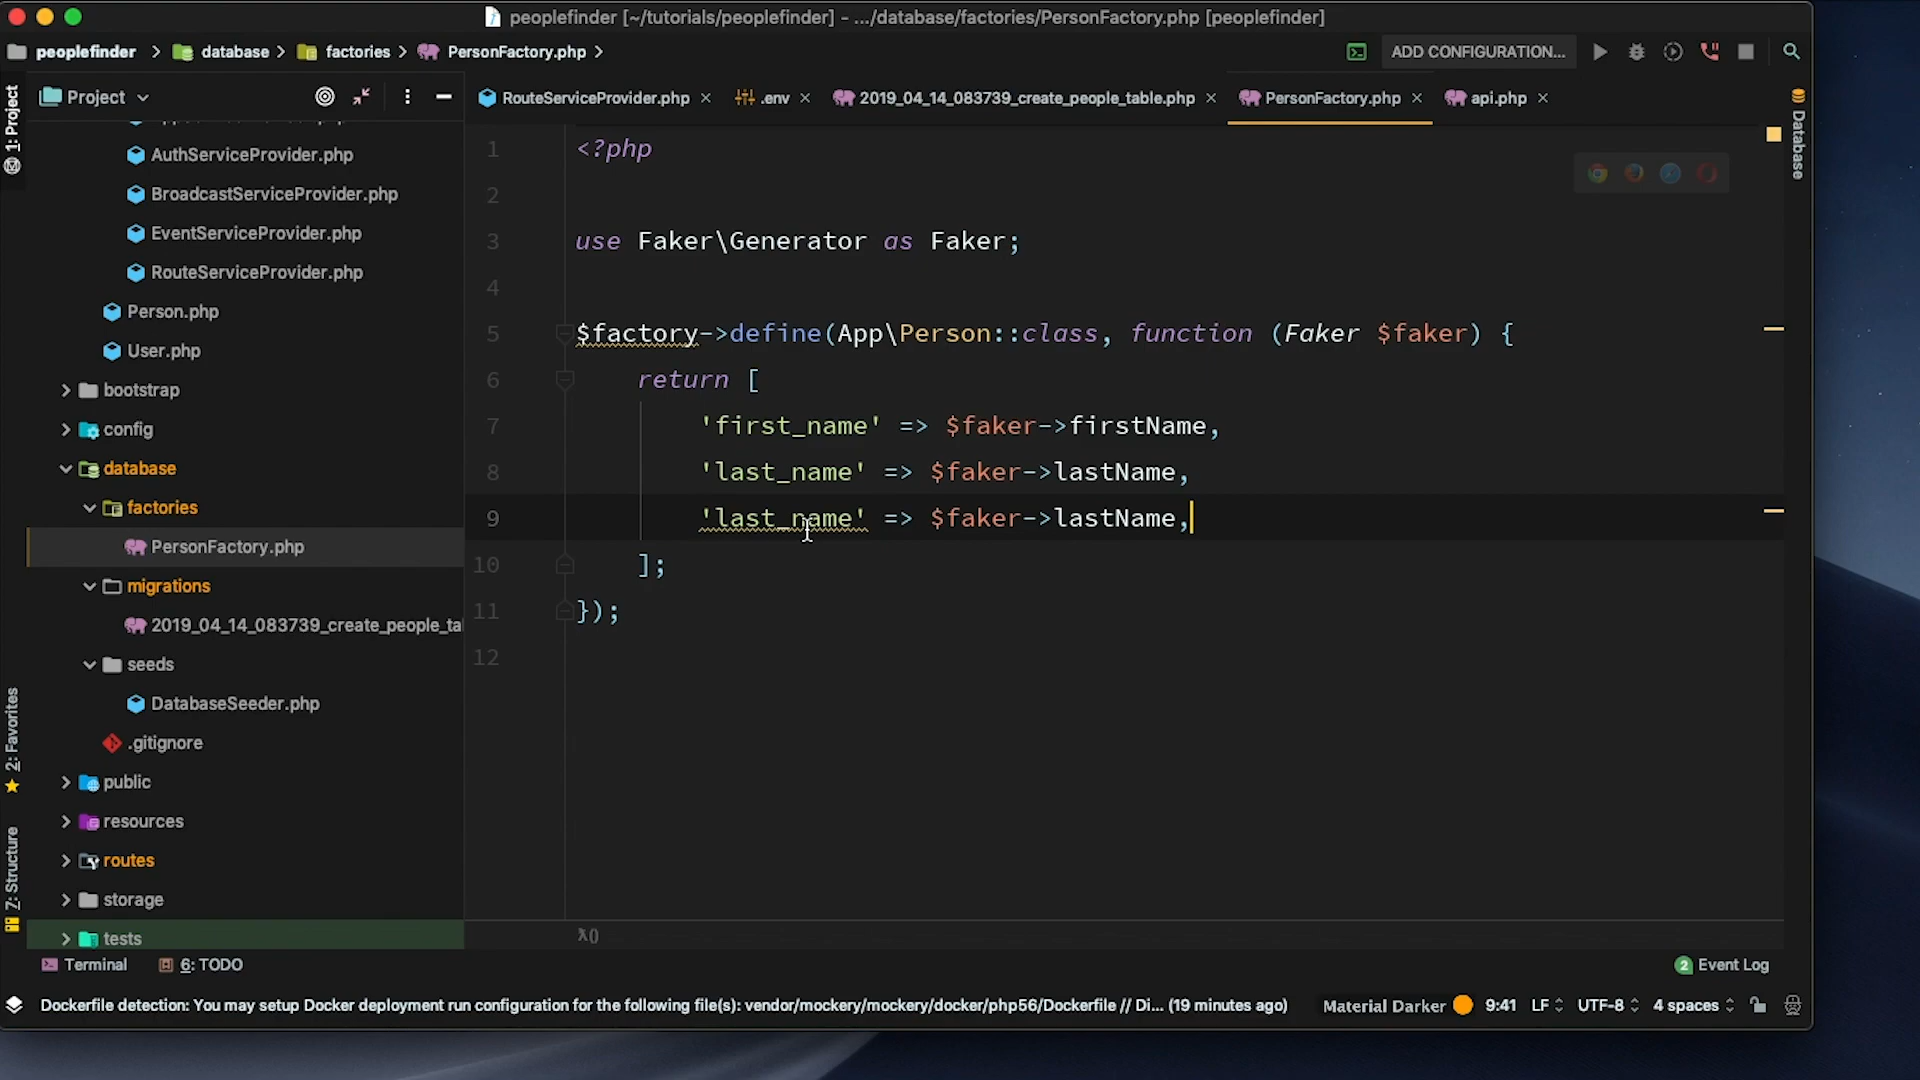 peoplefinder [~/tutorials/peoplefinder] - .../database/factories/PersonFactory.php [peoplefinder]
peoplefinder > database > factories > PersonFactory.php >
ADD CONFIGURATION...
1: Project
Project
RouteServiceProvider.php
.env
2019_04_14_083739_create_people_table.php
PersonFactory.php
api.php
Database
AuthServiceProvider.php
BroadcastServiceProvider.php
EventServiceProvider.php
RouteServiceProvider.php
Person.php
User.php
bootstrap
config
database
factories
PersonFactory.php
migrations
2019_04_14_083739_create_people_ta
seeds
DatabaseSeeder.php
.gitignore
public
resources
routes
storage
tests
2: Favorites
7: Structure
1 <?php
2
3 use Faker\Generator as Faker;
4
5 $factory->define(App\Person::class, function (Faker $faker) {
6 return [
7 'first_name' => $faker->firstName,
8 'last_name' => $faker->lastName,
9 'last_name' => $faker->lastName,
10 ];
11 });
12
λ()
Terminal
6: TODO
2 Event Log
Dockerfile detection: You may setup Docker deployment run configuration for the following file(s): vendor/mockery/mockery/docker/php56/Dockerfile // Di... (19 minutes ago)
Material Darker
9:41
LF
UTF-8
4 spaces